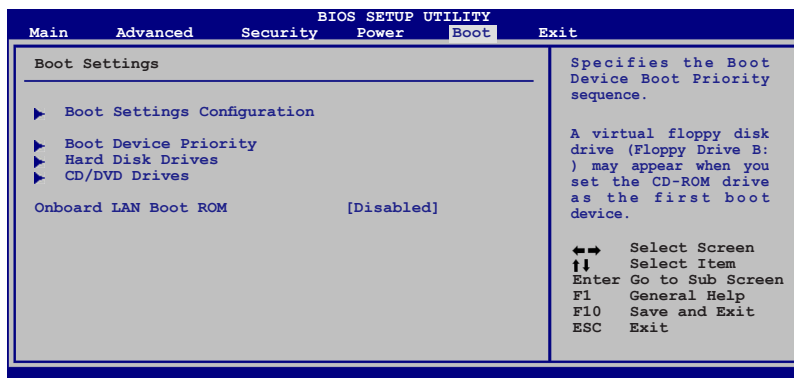 BIOS SETUP UTILITY
Main Advanced Security Power Boot Exit
Boot Settings
Boot Settings Configuration
Boot Device Priority
Hard Disk Drives
CD/DVD Drives
Onboard LAN Boot ROM [Disabled]
Specifies the Boot
Device Boot Priority
sequence.
A virtual floppy disk
drive (Floppy Drive B:
) may appear when you
set the CD-ROM drive
as the first boot
device.
←→ Select Screen
↑↓ Select Item
Enter Go to Sub Screen
F1 General Help
F10 Save and Exit
ESC Exit